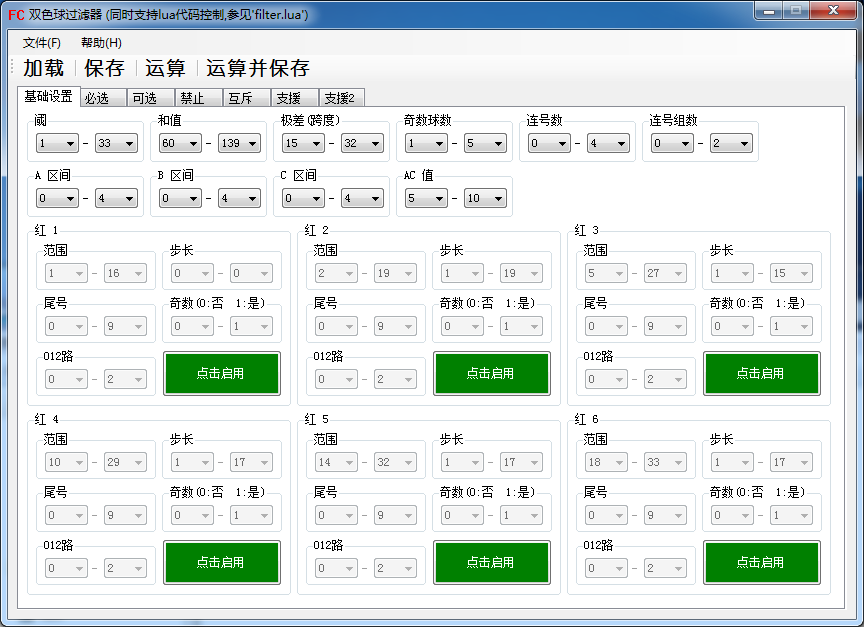 FC 双色球过滤器 (同时支持lua代码控制,参见'filter.lua')
文件(F) 帮助(H)
加载 保存 运算 运算并保存
基础设置 必选 可选 禁止 互斥 支援 支援2
阈 和值 极差(跨度) 奇数球数 连号数 连号组数
1 - 33 60 - 139 15 - 32 1 - 5 0 - 4 0 - 2
A 区间 B 区间 C 区间 AC 值
0 - 4 0 - 4 0 - 4 5 - 10
红 1 红 2 红 3
范围 步长 范围 步长 范围 步长
1 - 16 0 - 0 2 - 19 1 - 19 5 - 27 1 - 15
尾号 奇数(0:否 1:是) 尾号 奇数(0:否 1:是) 尾号 奇数(0:否 1:是)
0 - 9 0 - 1 0 - 9 0 - 1 0 - 9 0 - 1
012路 012路 012路
0 - 2 点击启用 0 - 2 点击启用 0 - 2 点击启用
红 4 红 5 红 6
范围 步长 范围 步长 范围 步长
10 - 29 1 - 17 14 - 32 1 - 17 18 - 33 1 - 17
尾号 奇数(0:否 1:是) 尾号 奇数(0:否 1:是) 尾号 奇数(0:否 1:是)
0 - 9 0 - 1 0 - 9 0 - 1 0 - 9 0 - 1
012路 012路 012路
0 - 2 点击启用 0 - 2 点击启用 0 - 2 点击启用